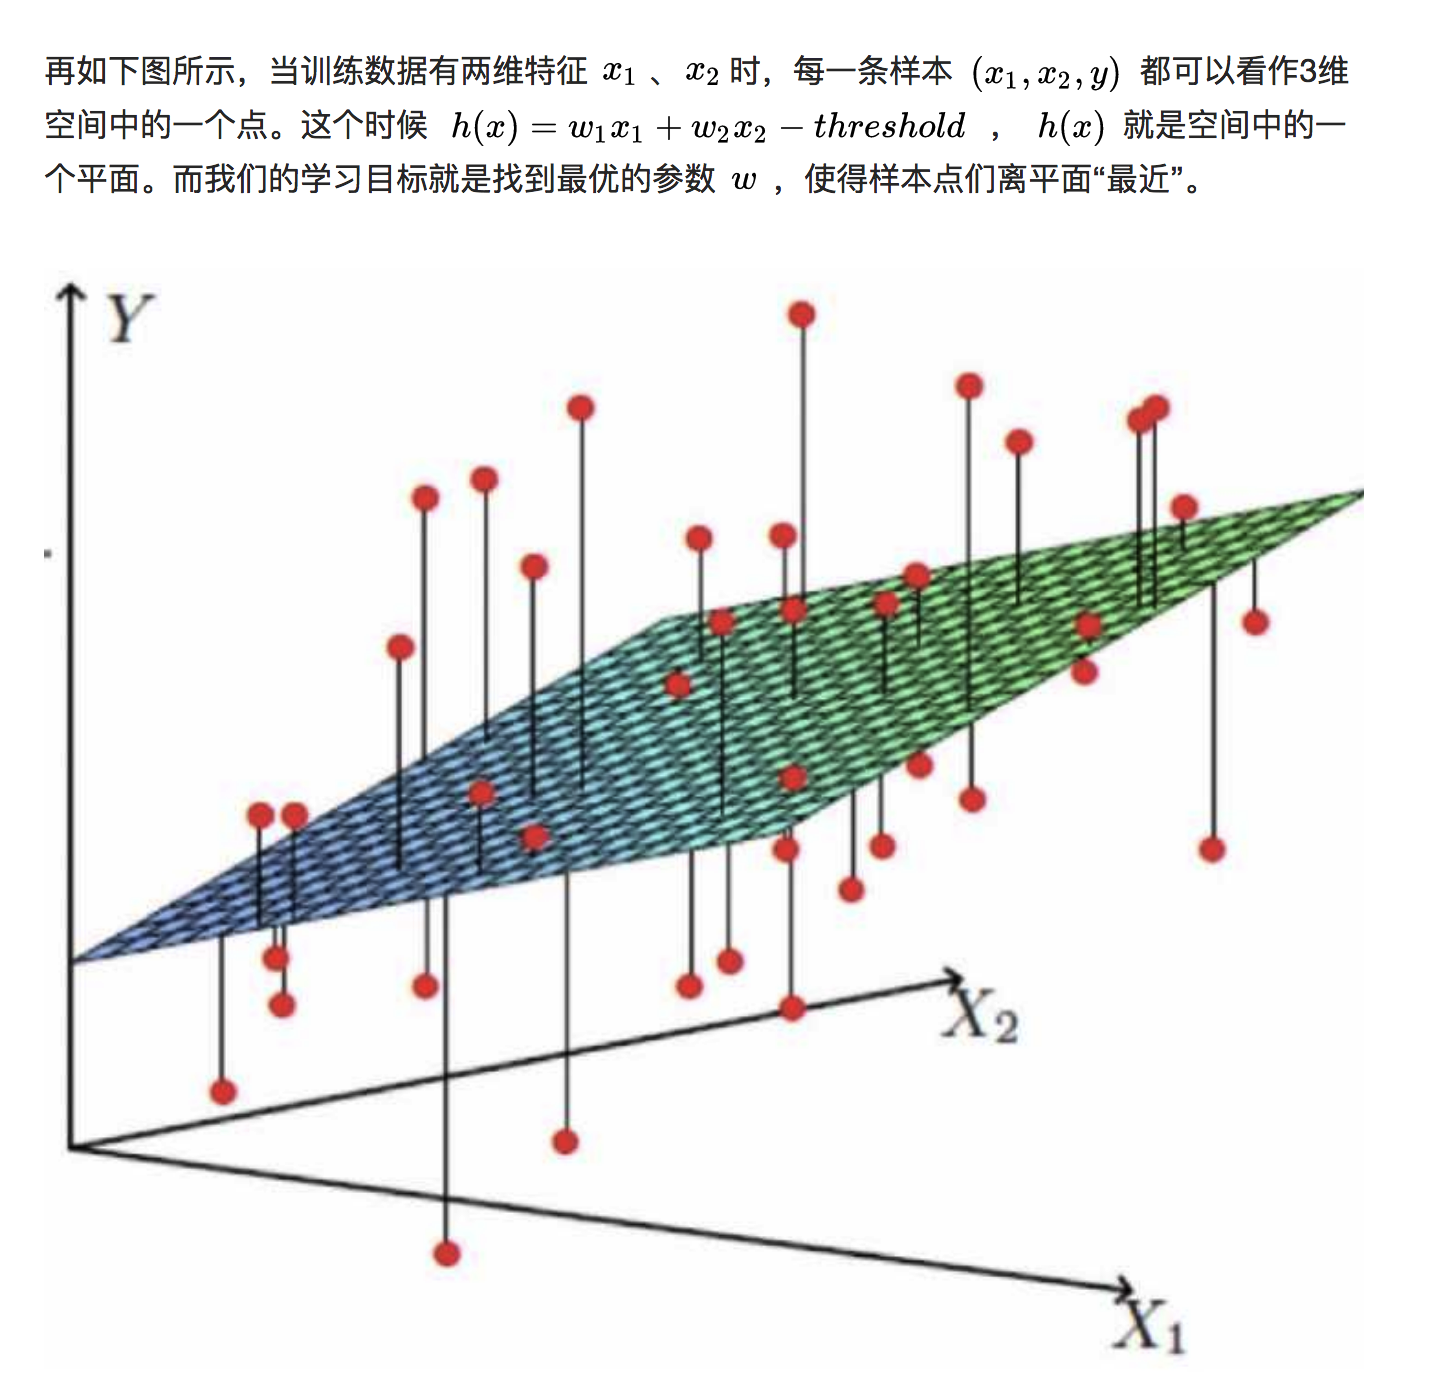 再如下图所示，当训练数据有两维特征 x₁ 、 x₂ 时，每一条样本 (x₁, x₂, y) 都可以看作3维
空间中的一个点。这个时候 h(x) = w₁x₁ + w₂x₂ − threshold ， h(x) 就是空间中的一
个平面。而我们的学习目标就是找到最优的参数 w ，使得样本点们离平面“最近”。
Y
X₂
X₁